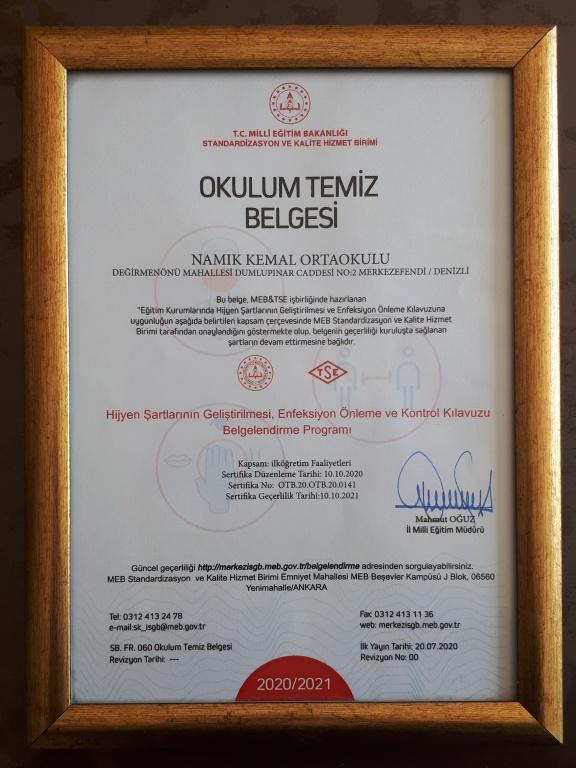 T.C. MİLLİ EĞİTİM BAKANLIĞI
STANDARDİZASYON VE KALİTE HİZMET BİRİMİ
OKULUM TEMİZ
BELGESİ
NAMIK KEMAL ORTAOKULU
DEĞİRMENÖNÜ MAHALLESİ DUMLUPINAR CADDESİ NO:2 MERKEZEFENDİ / DENİZLİ
Bu belge, MEB&TSE işbirliğinde hazırlanan
"Eğitim Kurumlarında Hijyen Şartlarının Geliştirilmesi ve Enfeksiyon Önleme Kılavuzuna
uygunluğun aşağıda belirtilen kapsam çerçevesinde MEB Standardizasyon ve Kalite Hizmet
Birimi tarafından onaylandığını göstermekte olup, belgenin geçerliliği kuruluşta sağlanan
şartların devam ettirmesine bağlıdır.
TSE
Hijyen Şartlarının Geliştirilmesi, Enfeksiyon Önleme ve Kontrol Kılavuzu
Belgelendirme Programı
Kapsam: ilköğretim Faaliyetleri
Sertifika Düzenleme Tarihi: 10.10.2020
Sertifika No: OTB.20.OTB.20.0141
Sertifika Geçerlilik Tarihi:10.10.2021
Mahmut OĞUZ
İl Milli Eğitim Müdürü
Güncel geçerliliği http://merkezisgb.meb.gov.tr/belgelendirme adresinden sorgulayabilirsiniz.
MEB Standardizasyon ve Kalite Hizmet Birimi Emniyet Mahallesi MEB Beşevler Kampüsü J Blok, 06560
Yenimahalle/ANKARA
Tel: 0312 413 24 78
e-mail:sk_isgb@meb.gov.tr
Fax: 0312 413 11 36
web: merkezisgb.meb.gov.tr
SB. FR. 060 Okulum Temiz Belgesi
Revizyon Tarihi: ---
İlk Yayın Tarihi: 20.07.2020
Revizyon No: 00
2020/2021